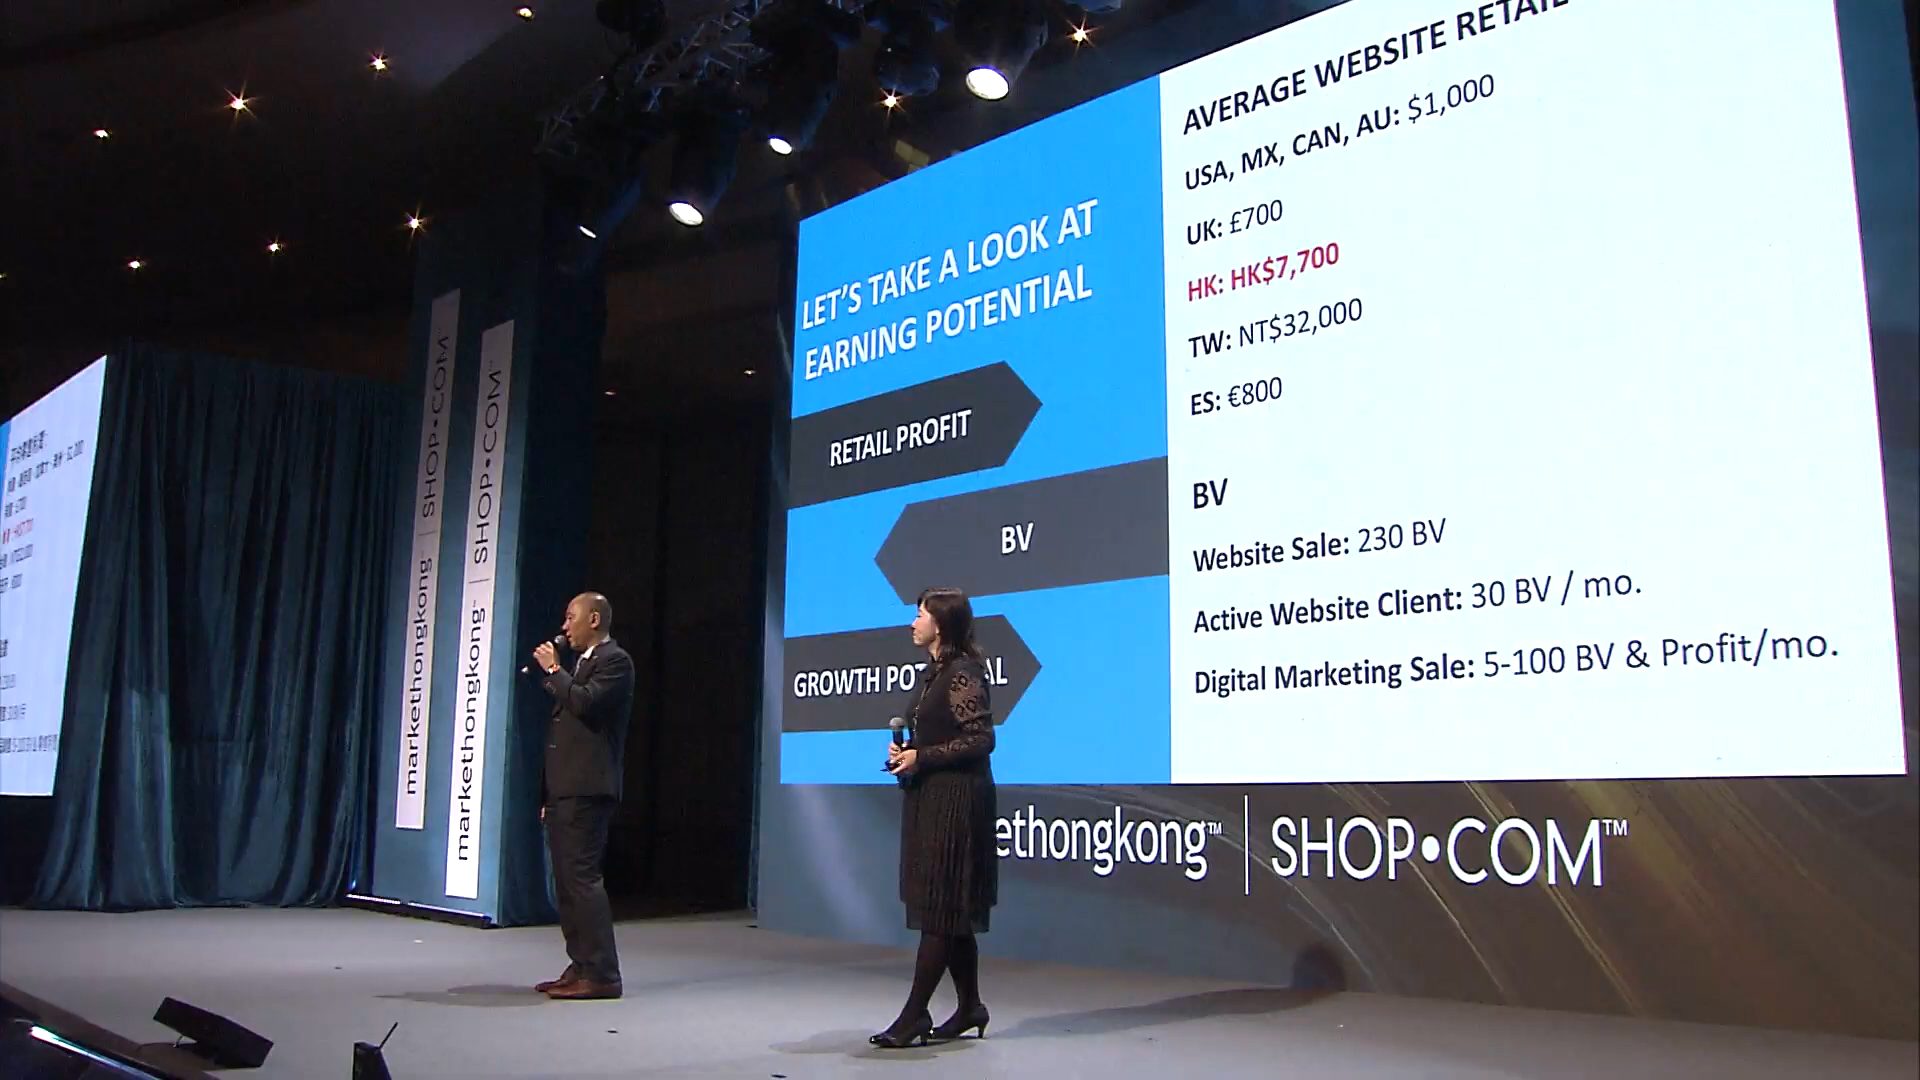 markethongkong™ | SHOP•COM™
markethongkong™ | SHOP•COM™
LET'S TAKE A LOOK AT
EARNING POTENTIAL
RETAIL PROFIT
BV
GROWTH
AVERAGE WEBSITE RETAIL
USA, MX, CAN, AU: $1,000
UK: £700
HK: HK$7,700
TW: NT$32,000
ES: €800
BV
Website Sale: 230 BV
Active Website Client: 30 BV / mo.
Digital Marketing Sale: 5-100 BV & Profit/mo.
ethongkong™ | SHOP•COM™